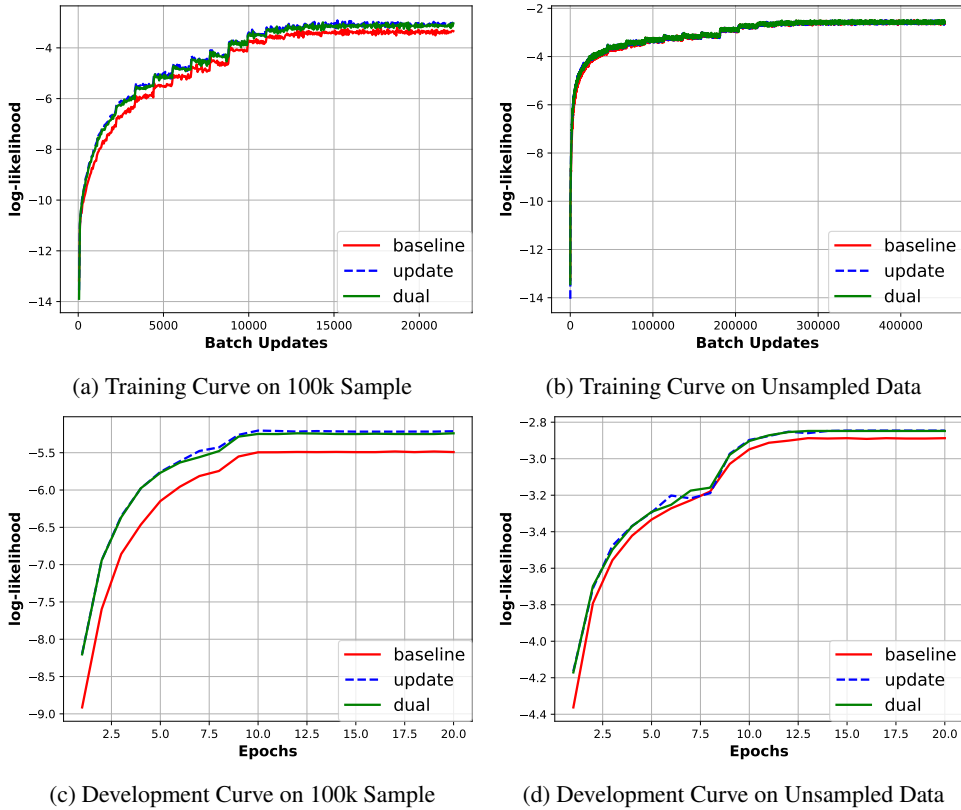 −4
−6
−8
−10
−12
−14
log-likelihood
0
5000
10000
15000
20000
Batch Updates
baseline
update
dual
(a) Training Curve on 100k Sample
−2
−4
−6
−8
−10
−12
−14
log-likelihood
0
100000
200000
300000
400000
Batch Updates
baseline
update
dual
(b) Training Curve on Unsampled Data
−5.5
−6.0
−6.5
−7.0
−7.5
−8.0
−8.5
−9.0
log-likelihood
2.5
5.0
7.5
10.0
12.5
15.0
17.5
20.0
Epochs
baseline
update
dual
(c) Development Curve on 100k Sample
−2.8
−3.0
−3.2
−3.4
−3.6
−3.8
−4.0
−4.2
−4.4
log-likelihood
2.5
5.0
7.5
10.0
12.5
15.0
17.5
20.0
Epochs
baseline
update
dual
(d) Development Curve on Unsampled Data